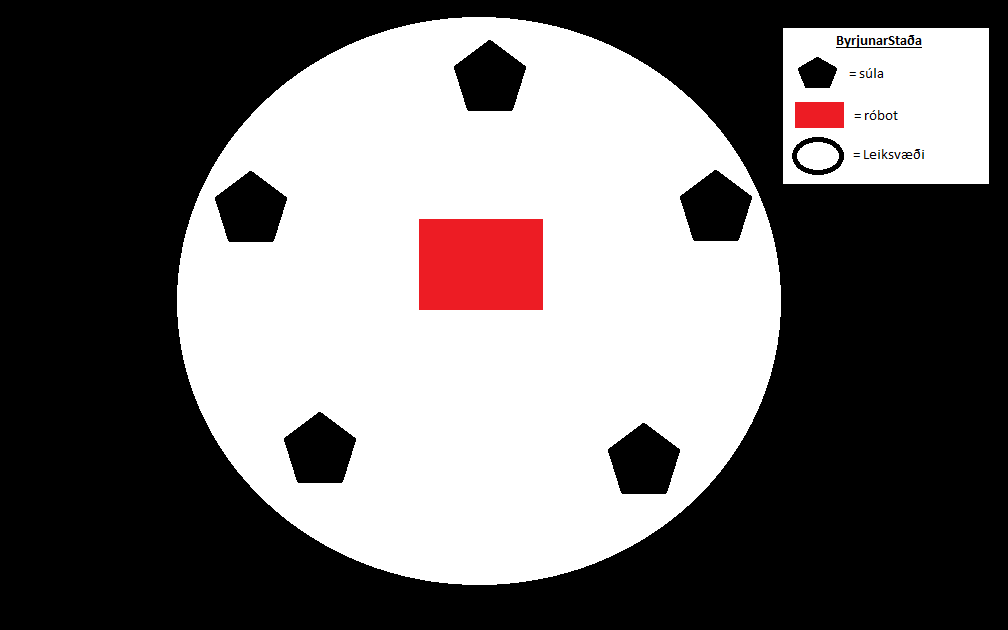 ByrjunarStaða
= súla
= róbot
= Leiksvæði